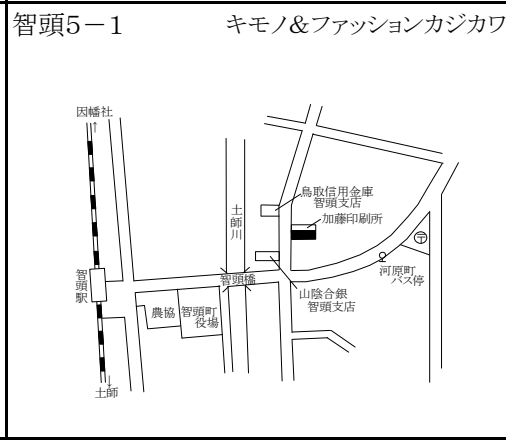 智頭5-1 キモノ&ファッションカジカワ
因幡社
↑
鳥取信用金庫
智頭支店
加藤印刷所
土師川
〒
河原町
バス停
智頭駅
智頭橋
山陰合銀
智頭支店
農協
智頭町
役場
↓
土師